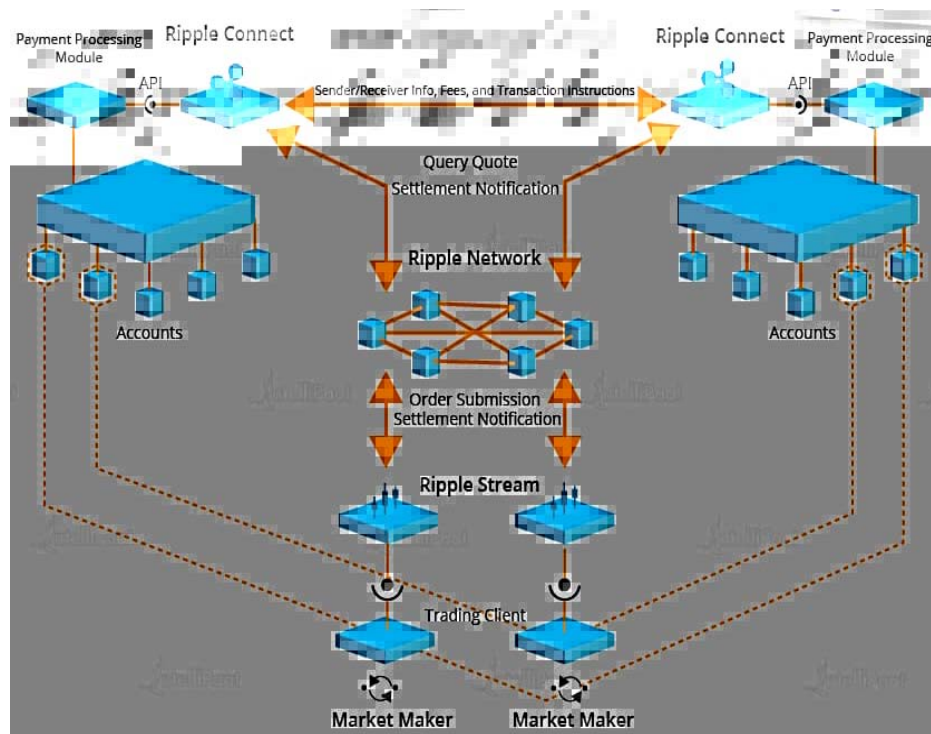 Payment Processing
Module
Ripple Connect
Ripple Connect
Payment Processing
Module
API
Sender/Receiver Info, Fees, and Transaction Instructions
API
Query Quote
Settlement Notification
Ripple Network
Accounts
Accounts
Order Submission
Settlement Notification
Ripple Stream
Trading Client
Market Maker
Market Maker